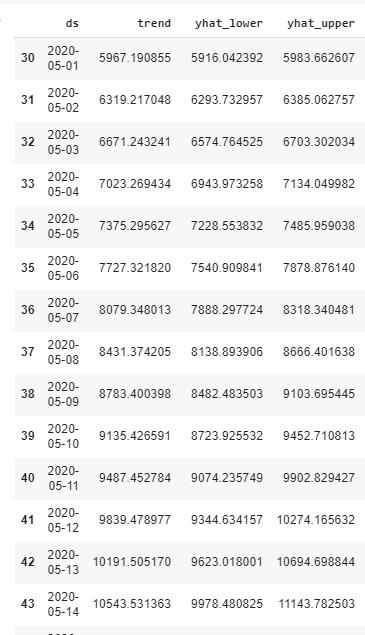 ds trend yhat_lower yhat_upper
30 2020-05-01 5967.190855 5916.042392 5983.662607
31 2020-05-02 6319.217048 6293.732957 6385.062757
32 2020-05-03 6671.243241 6574.764525 6703.302034
33 2020-05-04 7023.269434 6943.973258 7134.049982
34 2020-05-05 7375.295627 7228.553832 7485.959038
35 2020-05-06 7727.321820 7540.909841 7878.876140
36 2020-05-07 8079.348013 7888.297724 8318.340481
37 2020-05-08 8431.374205 8138.893906 8666.401638
38 2020-05-09 8783.400398 8482.483503 9103.695445
39 2020-05-10 9135.426591 8723.925532 9452.710813
40 2020-05-11 9487.452784 9074.235749 9902.829427
41 2020-05-12 9839.478977 9344.634157 10274.165632
42 2020-05-13 10191.505170 9623.018001 10694.698844
43 2020-05-14 10543.531363 9978.480825 11143.782503